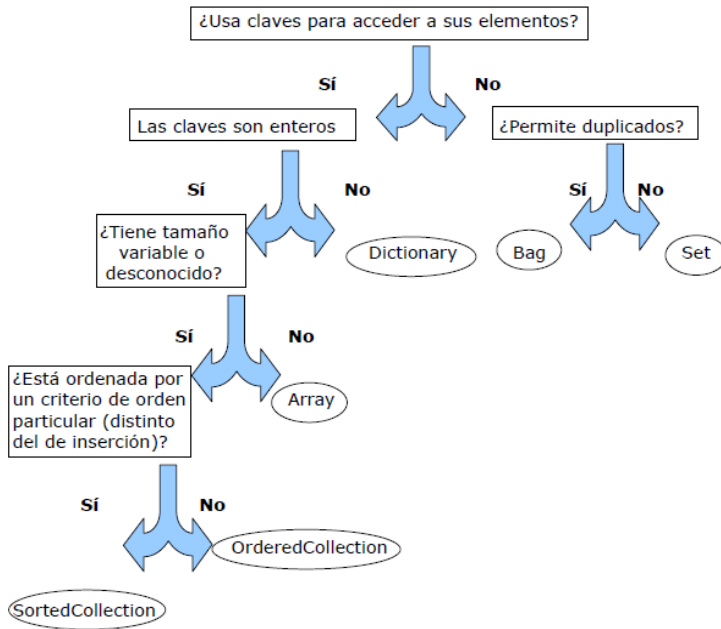 ¿Usa claves para acceder a sus elementos?
Sí
No
Las claves son enteros
¿Permite duplicados?
Sí
No
Sí
No
¿Tiene tamaño
variable o
desconocido?
Dictionary
Bag
Set
Sí
No
¿Está ordenada por
un criterio de orden
particular (distinto
del de inserción)?
Array
Sí
No
OrderedCollection
SortedCollection